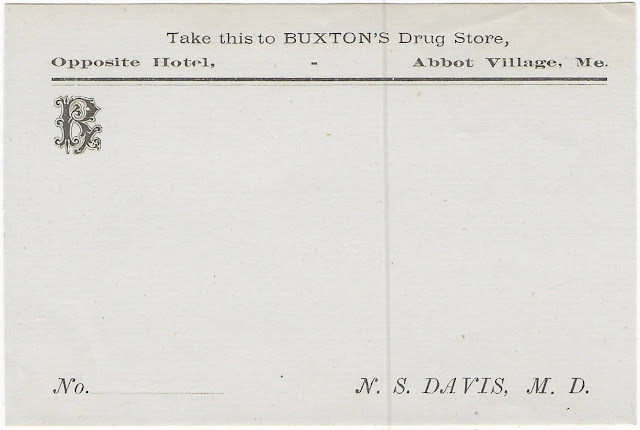 Take this to BUXTON'S Drug Store,
Opposite Hotel, - Abbot Village, Me.
℞
No.
N. S. DAVIS, M. D.